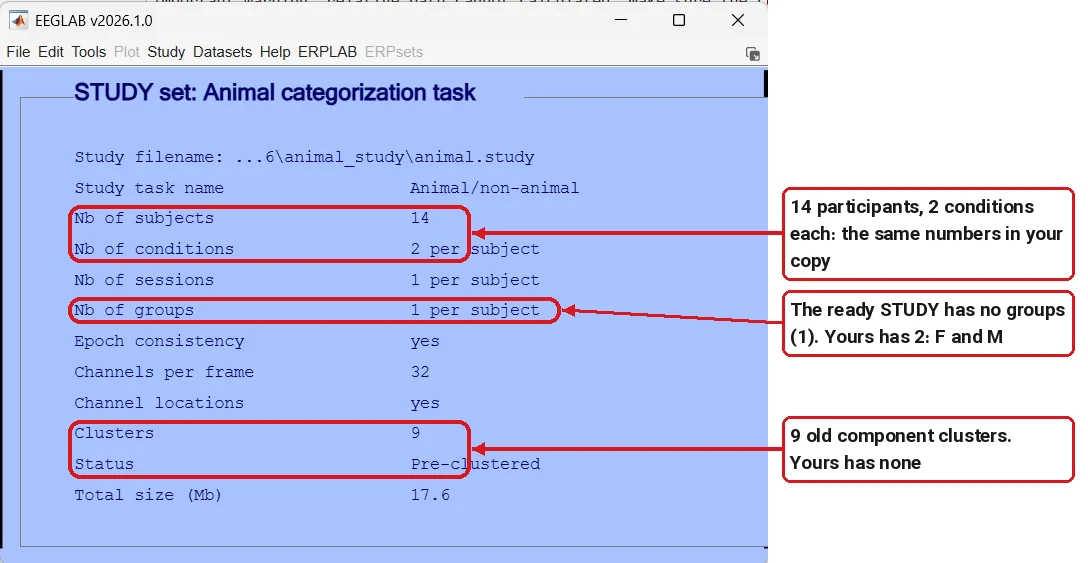 EEGLAB v2026.1.0
File Edit Tools Plot Study Datasets Help ERPLAB ERPsets
STUDY set: Animal categorization task
Study filename: ...6\animal_study\animal.study
Study task name Animal/non-animal
Nb of subjects 14
Nb of conditions 2 per subject
Nb of sessions 1 per subject
Nb of groups 1 per subject
Epoch consistency yes
Channels per frame 32
Channel locations yes
Clusters 9
Status Pre-clustered
Total size (Mb) 17.6
14 participants, 2 conditions
each: the same numbers in your
copy
The ready STUDY has no groups
(1). Yours has 2: F and M
9 old component clusters.
Yours has none